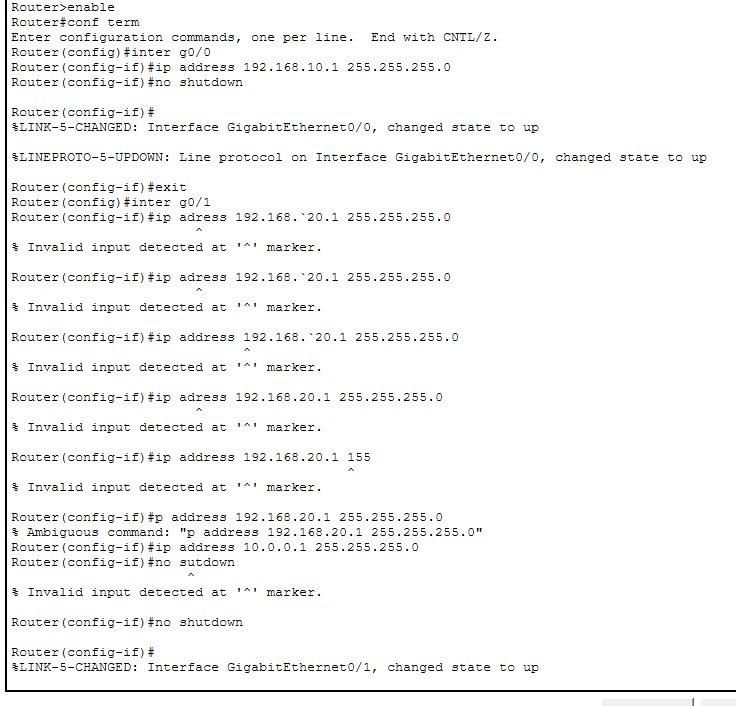 Router>enable
Router#conf term
Enter configuration commands, one per line.  End with CNTL/Z.
Router(config)#inter g0/0
Router(config-if)#ip address 192.168.10.1 255.255.255.0
Router(config-if)#no shutdown
Router(config-if)#
%LINK-5-CHANGED: Interface GigabitEthernet0/0, changed state to up
%LINEPROTO-5-UPDOWN: Line protocol on Interface GigabitEthernet0/0, changed state to up
Router(config-if)#exit
Router(config)#inter g0/1
Router(config-if)#ip adress 192.168.`20.1 255.255.255.0
^
% Invalid input detected at '^' marker.
Router(config-if)#ip adress 192.168.`20.1 255.255.255.0
^
% Invalid input detected at '^' marker.
Router(config-if)#ip address 192.168.`20.1 255.255.255.0
^
% Invalid input detected at '^' marker.
Router(config-if)#ip adress 192.168.20.1 255.255.255.0
^
% Invalid input detected at '^' marker.
Router(config-if)#ip address 192.168.20.1 155
^
% Invalid input detected at '^' marker.
Router(config-if)#p address 192.168.20.1 255.255.255.0
% Ambiguous command: "p address 192.168.20.1 255.255.255.0"
Router(config-if)#ip address 10.0.0.1 255.255.255.0
Router(config-if)#no sutdown
^
% Invalid input detected at '^' marker.
Router(config-if)#no shutdown
Router(config-if)#
%LINK-5-CHANGED: Interface GigabitEthernet0/1, changed state to up